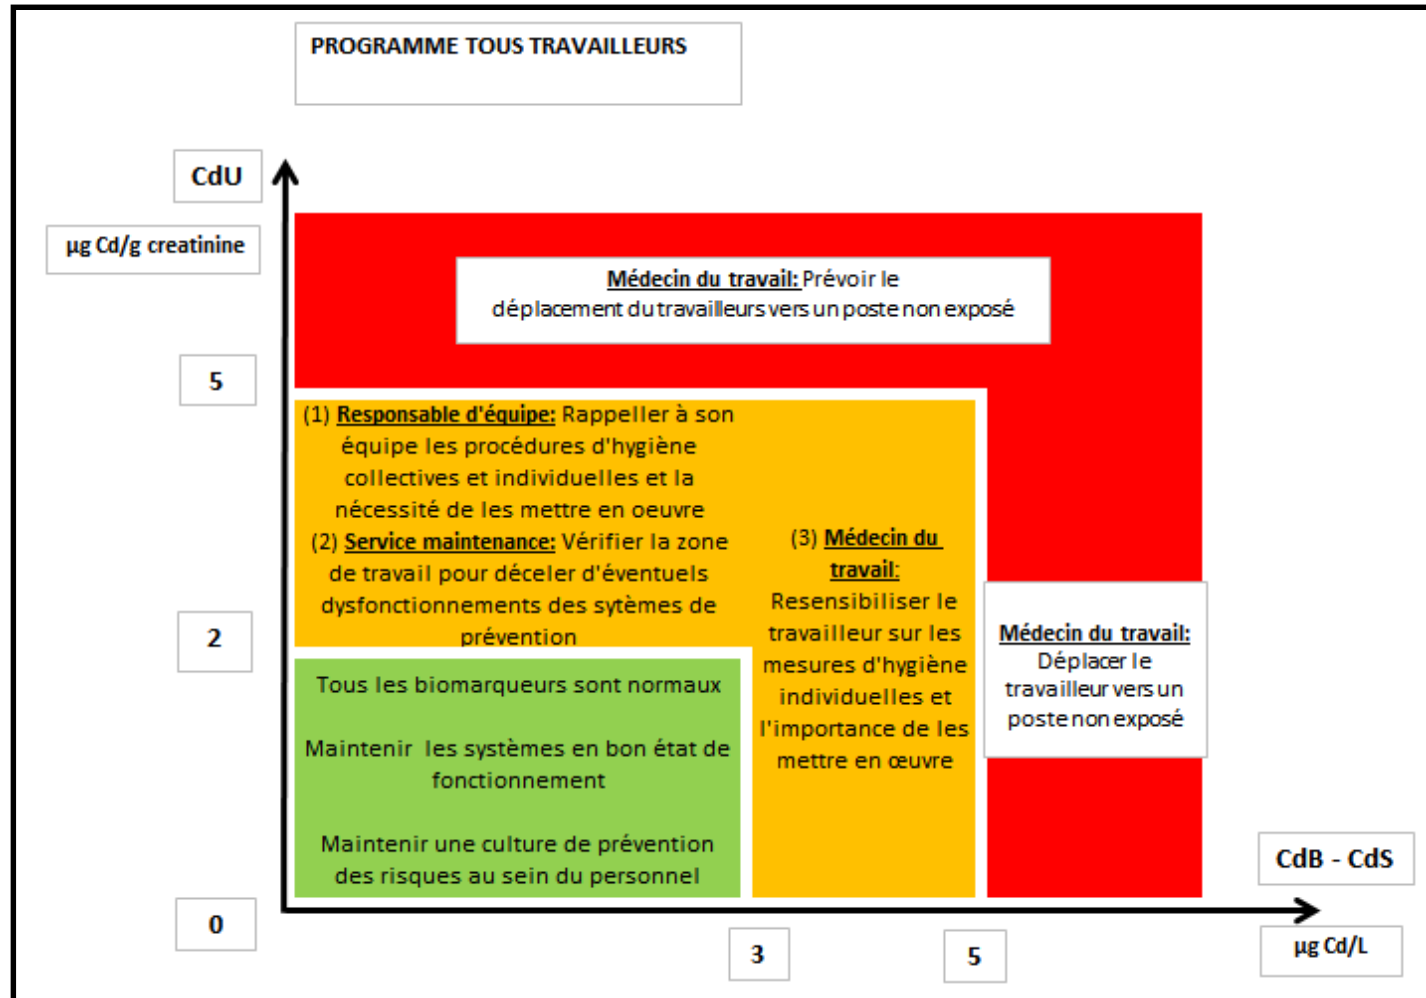 PROGRAMME TOUS TRAVAILLEURS
CdU
µg Cd/g creatinine
Médecin du travail: Prévoir le
déplacement du travailleurs vers un poste non exposé
5
(1) Responsable d'équipe: Rappeller à son
équipe les procédures d'hygiène
collectives et individuelles et la
nécessité de les mettre en oeuvre
(2) Service maintenance: Vérifier la zone
de travail pour déceler d'éventuels
dysfonctionnements des sytèmes de
prévention
(3) Médecin du
travail:
Resensibiliser le
travailleur sur les
mesures d'hygiène
individuelles et
l'importance de les
mettre en œuvre
Médecin du travail:
Déplacer le
travailleur vers un
poste non exposé
2
Tous les biomarqueurs sont normaux
Maintenir les systèmes en bon état de
fonctionnement
Maintenir une culture de prévention
des risques au sein du personnel
CdB - CdS
0
3
5
µg Cd/L